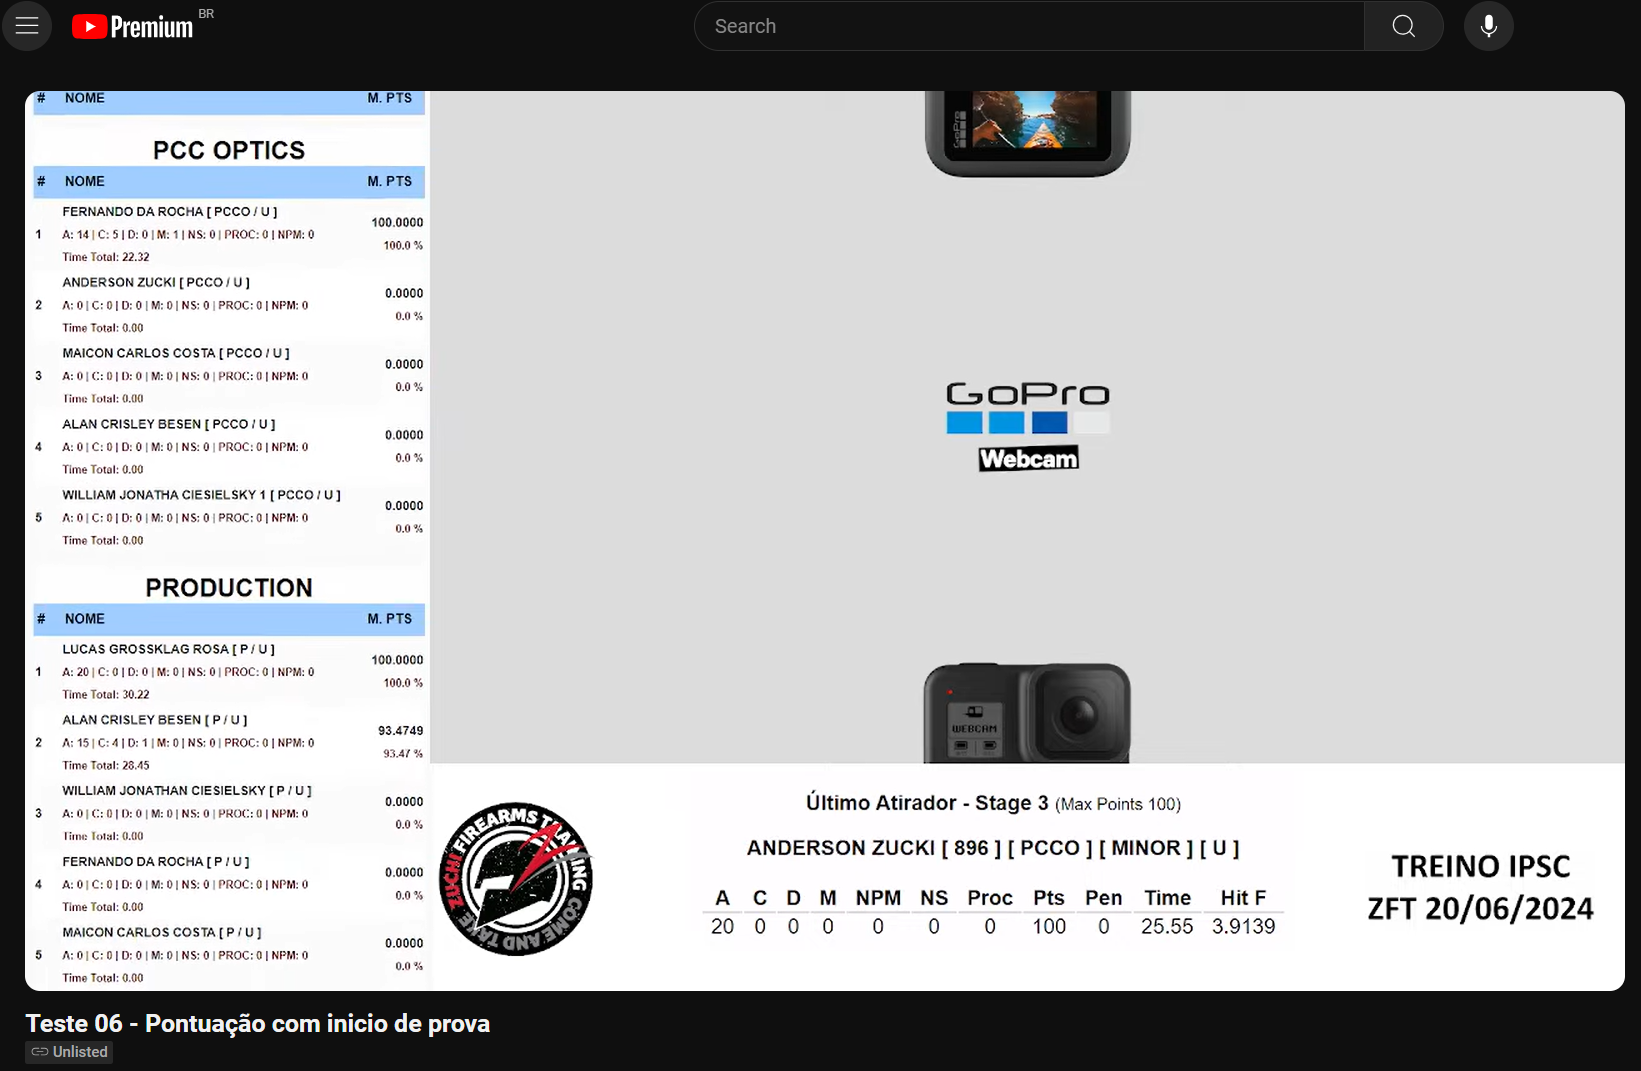 Premium BR
Search
# NOME M. PTS
PCC OPTICS
# NOME M. PTS
FERNANDO DA ROCHA [ PCCO / U ]
100.0000
1 A: 14 | C: 5 | D: 0 | M: 1 | NS: 0 | PROC: 0 | NPM: 0
100.0 %
Time Total: 22.32
ANDERSON ZUCKI [ PCCO / U ]
0.0000
2 A: 0 | C: 0 | D: 0 | M: 0 | NS: 0 | PROC: 0 | NPM: 0
0.0 %
Time Total: 0.00
MAICON CARLOS COSTA [ PCCO / U ]
0.0000
3 A: 0 | C: 0 | D: 0 | M: 0 | NS: 0 | PROC: 0 | NPM: 0
0.0 %
Time Total: 0.00
ALAN CRISLEY BESEN [ PCCO / U ]
0.0000
4 A: 0 | C: 0 | D: 0 | M: 0 | NS: 0 | PROC: 0 | NPM: 0
0.0 %
Time Total: 0.00
WILLIAM JONATHA CIESIELSKY 1 [ PCCO / U ]
0.0000
5 A: 0 | C: 0 | D: 0 | M: 0 | NS: 0 | PROC: 0 | NPM: 0
0.0 %
Time Total: 0.00
PRODUCTION
# NOME M. PTS
LUCAS GROSSKLAG ROSA [ P / U ]
100.0000
1 A: 20 | C: 0 | D: 0 | M: 0 | NS: 0 | PROC: 0 | NPM: 0
100.0 %
Time Total: 30.22
ALAN CRISLEY BESEN [ P / U ]
93.4749
2 A: 15 | C: 4 | D: 1 | M: 0 | NS: 0 | PROC: 0 | NPM: 0
93.47 %
Time Total: 28.45
WILLIAM JONATHAN CIESIELSKY [ P / U ]
0.0000
3 A: 0 | C: 0 | D: 0 | M: 0 | NS: 0 | PROC: 0 | NPM: 0
0.0 %
Time Total: 0.00
FERNANDO DA ROCHA [ P / U ]
0.0000
4 A: 0 | C: 0 | D: 0 | M: 0 | NS: 0 | PROC: 0 | NPM: 0
0.0 %
Time Total: 0.00
MAICON CARLOS COSTA [ P / U ]
0.0000
5 A: 0 | C: 0 | D: 0 | M: 0 | NS: 0 | PROC: 0 | NPM: 0
0.0 %
Time Total: 0.00
GoPro
GoPro
Webcam
WEBCAM
FIREARMS TRAINING
COME AND TAKE
Último Atirador - Stage 3 (Max Points 100)
ANDERSON ZUCKI [ 896 ] [ PCCO ] [ MINOR ] [ U ]
A C D M NPM NS Proc Pts Pen Time Hit F
20 0 0 0 0 0 0 100 0 25.55 3.9139
TREINO IPSC
ZFT 20/06/2024
Teste 06 - Pontuação com inicio de prova
Unlisted